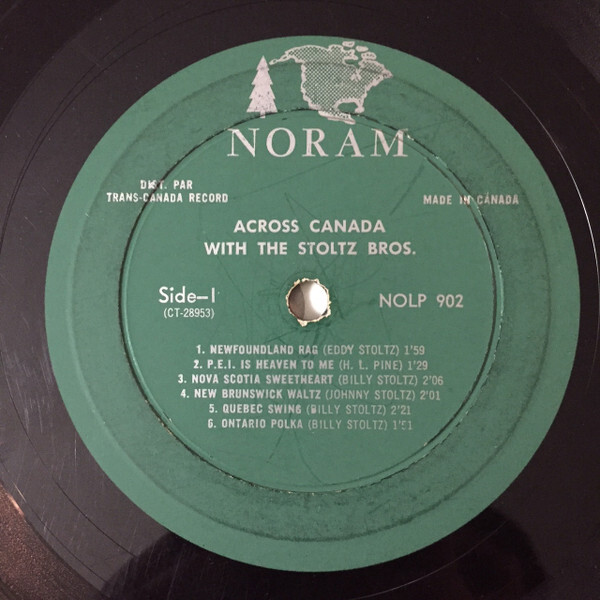 NORAM
DIST. PAR
TRANS-CANADA RECORD
MADE IN CANADA
ACROSS CANADA
WITH THE STOLTZ BROS.
Side—I
(CT-28953)
NOLP 902
1. NEWFOUNDLAND RAG (EDDY STOLTZ) 1'59
2. P.E.I. IS HEAVEN TO ME (H. L. PINE) 1'29
3. NOVA SCOTIA SWEETHEART (BILLY STOLTZ) 2'06
4. NEW BRUNSWICK WALTZ (JOHNNY STOLTZ) 2'01
5. QUEBEC SWING (BILLY STOLTZ) 2'21
6. ONTARIO POLKA (BILLY STOLTZ)